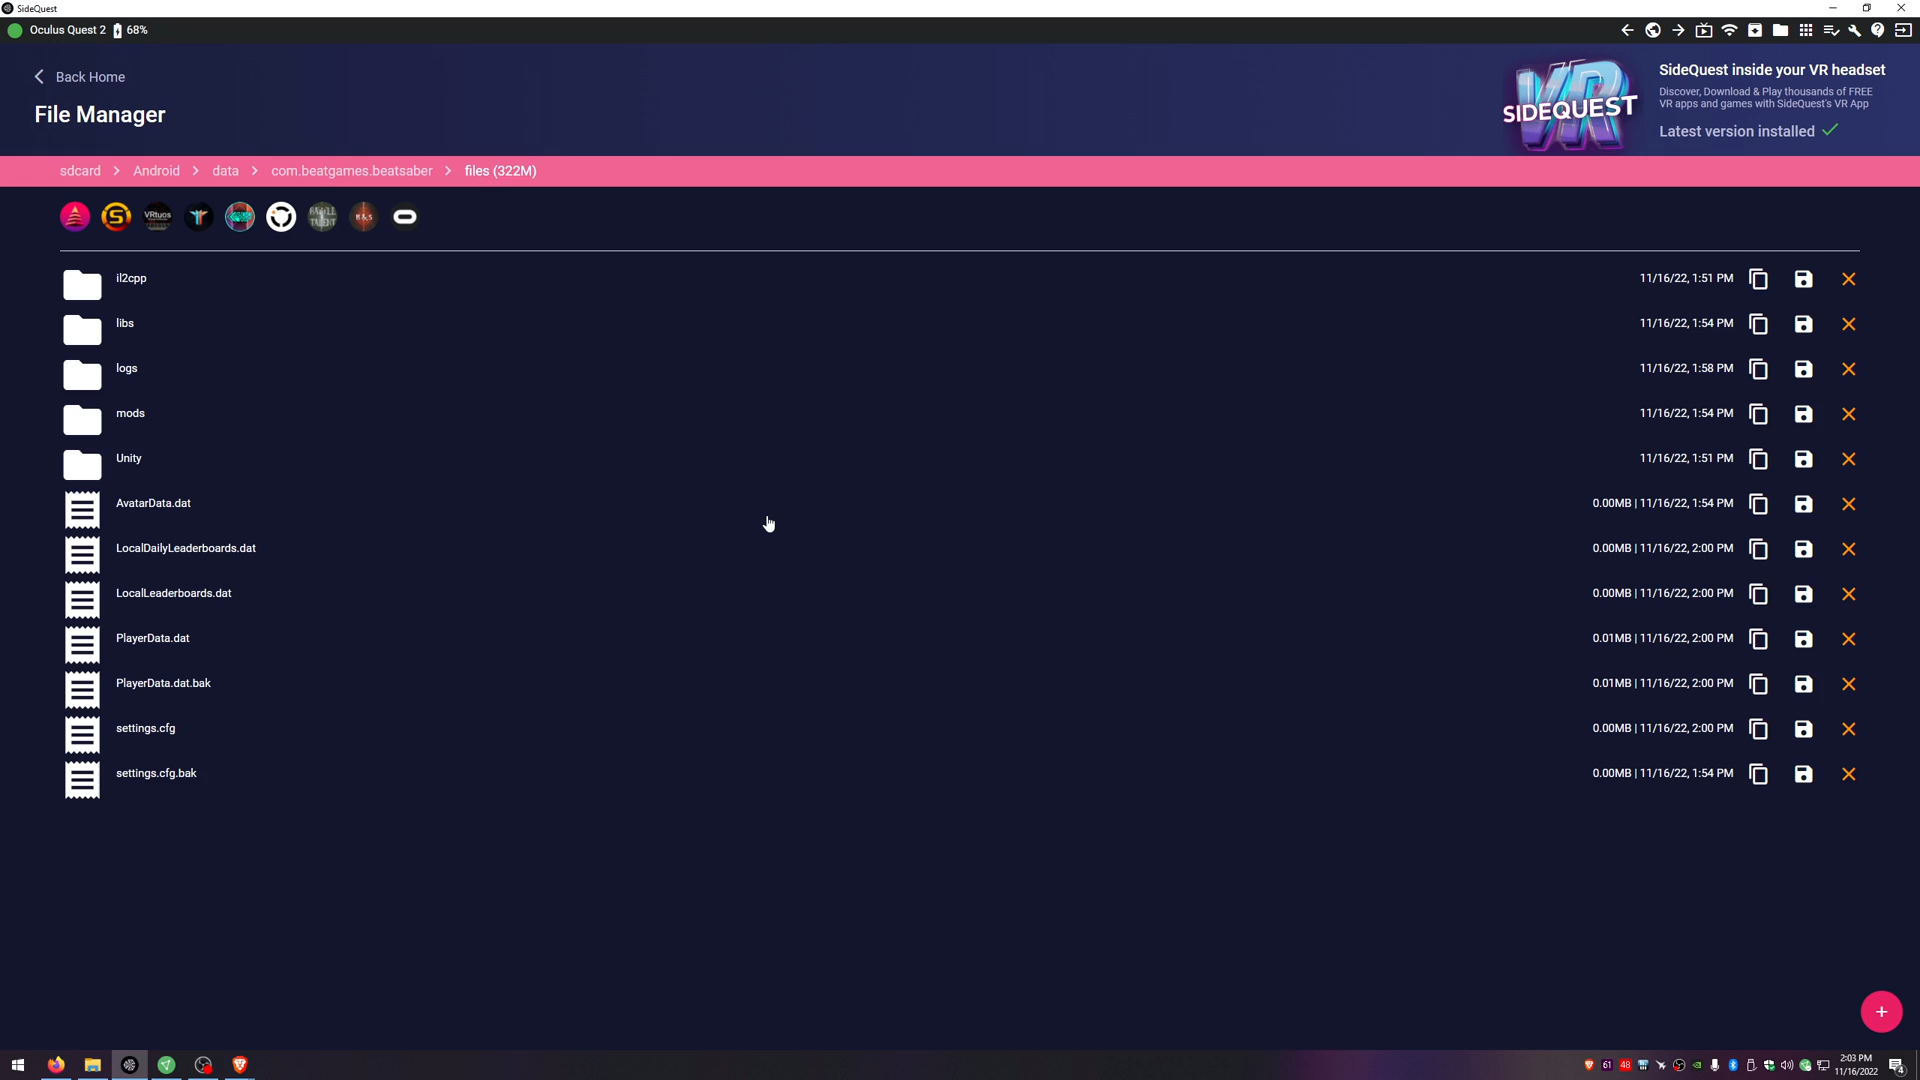 SideQuest
Oculus Quest 2 68%
Back Home
File Manager
VR
SIDEQUEST
SideQuest inside your VR headset
Discover, Download & Play thousands of FREE
VR apps and games with SideQuest's VR App
Latest version installed
sdcard > Android > data > com.beatgames.beatsaber > files (322M)
S VRtuos BATTLE TALENT B&S
il2cpp 11/16/22, 1:51 PM
libs 11/16/22, 1:54 PM
logs 11/16/22, 1:58 PM
mods 11/16/22, 1:54 PM
Unity 11/16/22, 1:51 PM
AvatarData.dat 0.00MB | 11/16/22, 1:54 PM
LocalDailyLeaderboards.dat 0.00MB | 11/16/22, 2:00 PM
LocalLeaderboards.dat 0.00MB | 11/16/22, 2:00 PM
PlayerData.dat 0.01MB | 11/16/22, 2:00 PM
PlayerData.dat.bak 0.01MB | 11/16/22, 2:00 PM
settings.cfg 0.00MB | 11/16/22, 2:00 PM
settings.cfg.bak 0.00MB | 11/16/22, 1:54 PM
+
61 48 2:03 PM
11/16/2022 4